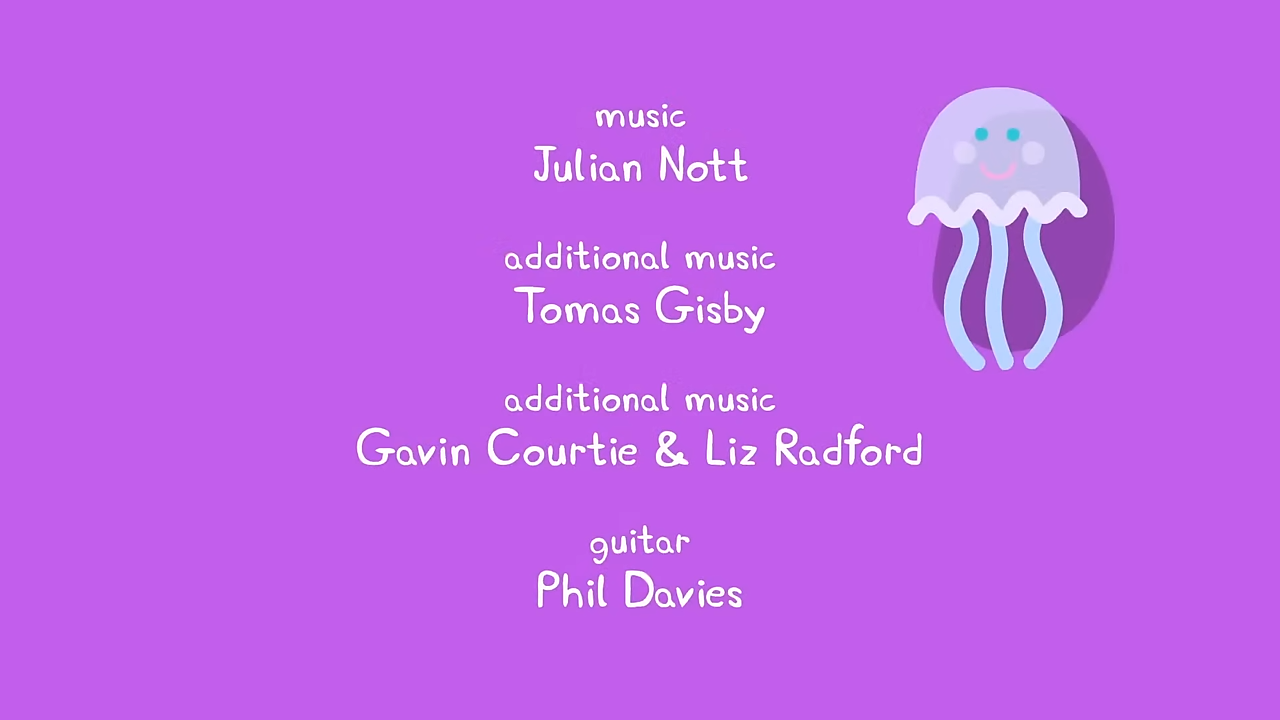 music
Julian Nott
additional music
Tomas Gisby
additional music
Gavin Courtie & Liz Radford
guitar
Phil Davies